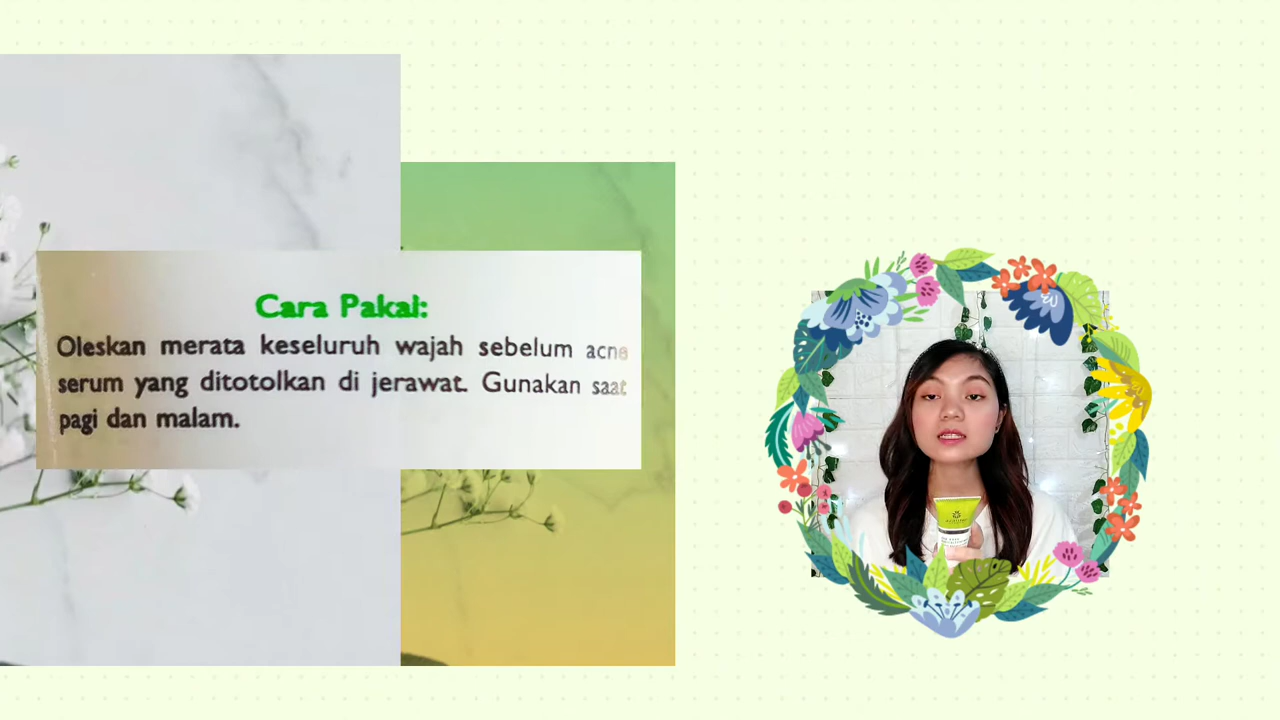 Cara Pakai:
Oleskan merata keseluruh wajah sebelum acne
serum yang ditotolkan di jerawat. Gunakan saat
pagi dan malam.